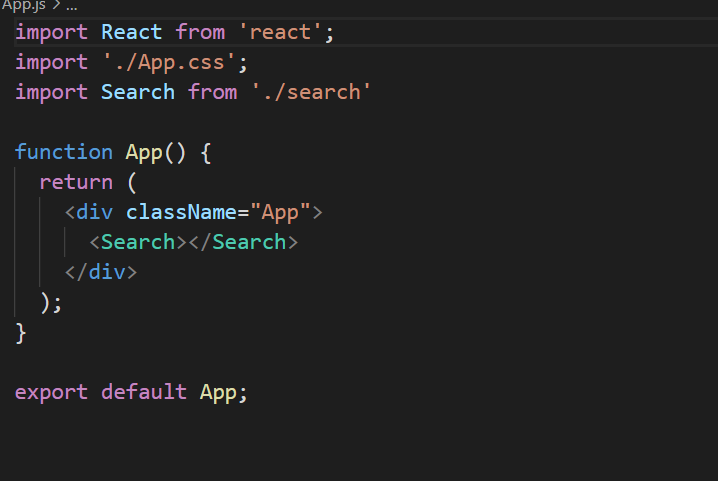 App.js > ...
import React from 'react';
import './App.css';
import Search from './search'
function App() {
return (
<div className="App">
<Search></Search>
</div>
);
}
export default App;